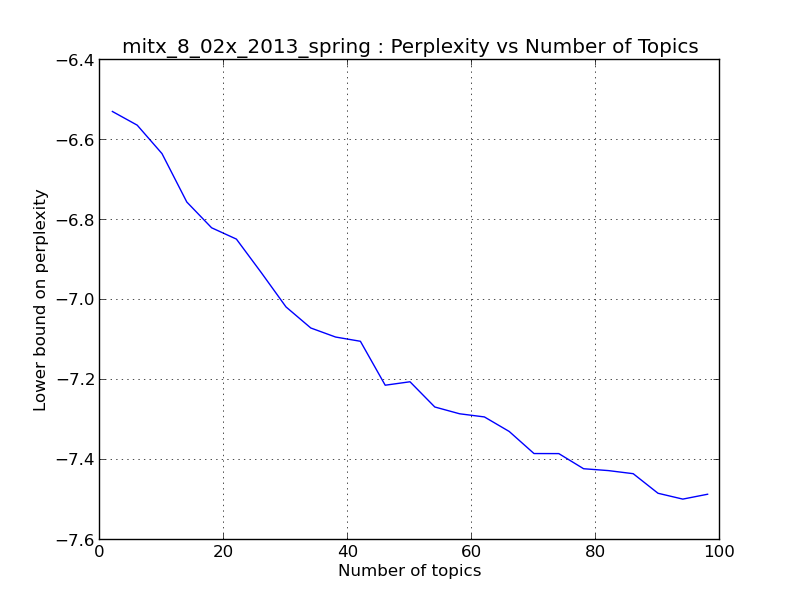 mitx_8_02x_2013_spring : Perplexity vs Number of Topics
Lower bound on perplexity
−6.4
−6.6
−6.8
−7.0
−7.2
−7.4
−7.6
0 20 40 60 80 100
Number of topics